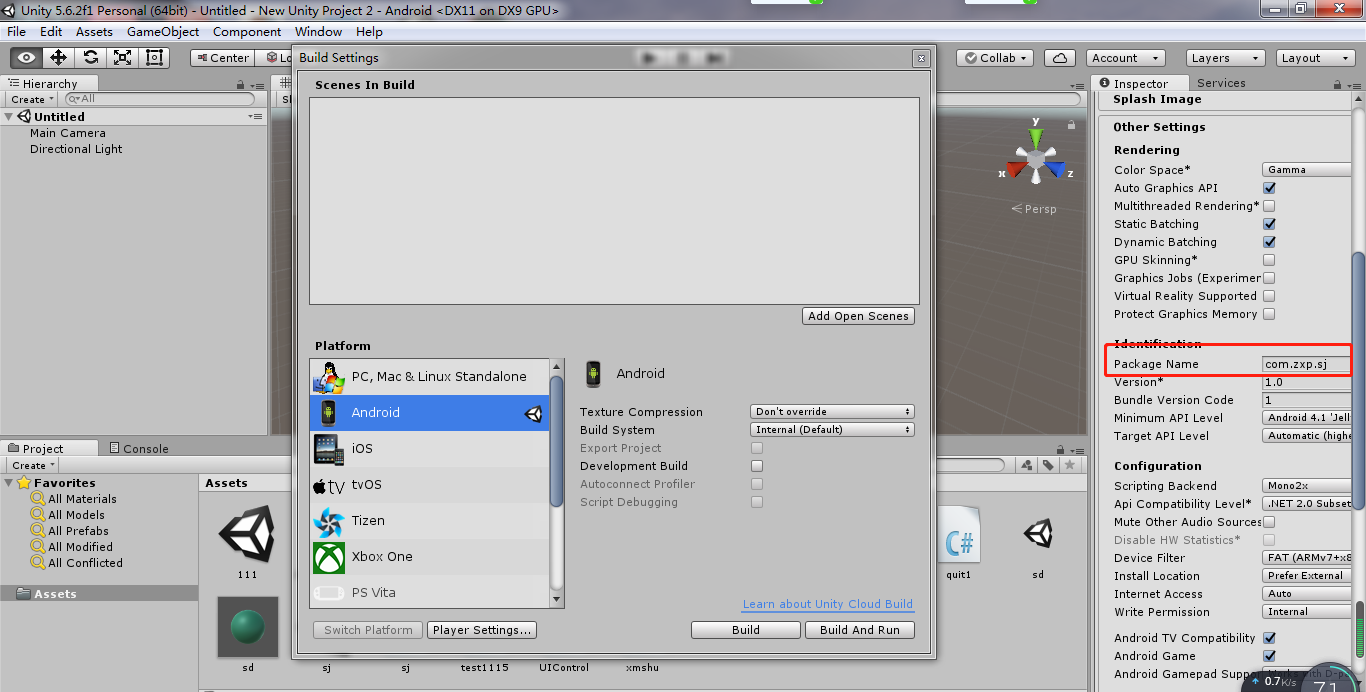 Unity 5.6.2f1 Personal (64bit) - Untitled - New Unity Project 2 - Android <DX11 on DX9 GPU>
File Edit Assets GameObject Component Window Help
Center Lo
Collab Account Layers Layout
Build Settings
Hierarchy
Create All
Untitled
Main Camera
Directional Light
Scenes In Build
Add Open Scenes
Platform
PC, Mac & Linux Standalone
Android
iOS
tv tvOS
Tizen
Xbox One
PS Vita
Switch Platform Player Settings...
Android
Texture Compression Don't override
Build System Internal (Default)
Export Project
Development Build
Autoconnect Profiler
Script Debugging
Learn about Unity Cloud Build
Build Build And Run
y
x z
Persp
Project Console
Create
Favorites
All Materials
All Models
All Prefabs
All Modified
All Conflicted
Assets
Assets
111
C#
quit1 sd
sd sj sj test1115 UIControl xmshu
Inspector Services
Splash Image
Other Settings
Rendering
Color Space* Gamma
Auto Graphics API
Multithreaded Rendering*
Static Batching
Dynamic Batching
GPU Skinning*
Graphics Jobs (Experimen
Virtual Reality Supported
Protect Graphics Memory
Identification
Package Name com.zxp.sj
Version* 1.0
Bundle Version Code 1
Minimum API Level Android 4.1 'Jell
Target API Level Automatic (highe
Configuration
Scripting Backend Mono2x
Api Compatibility Level* .NET 2.0 Subset
Mute Other Audio Sources
Disable HW Statistics*
Device Filter FAT (ARMv7+x8
Install Location Prefer External
Internet Access Auto
Write Permission Internal
Android TV Compatibility
Android Game
Android Gamepad Suppo Works with D-p
0.7K/s
71